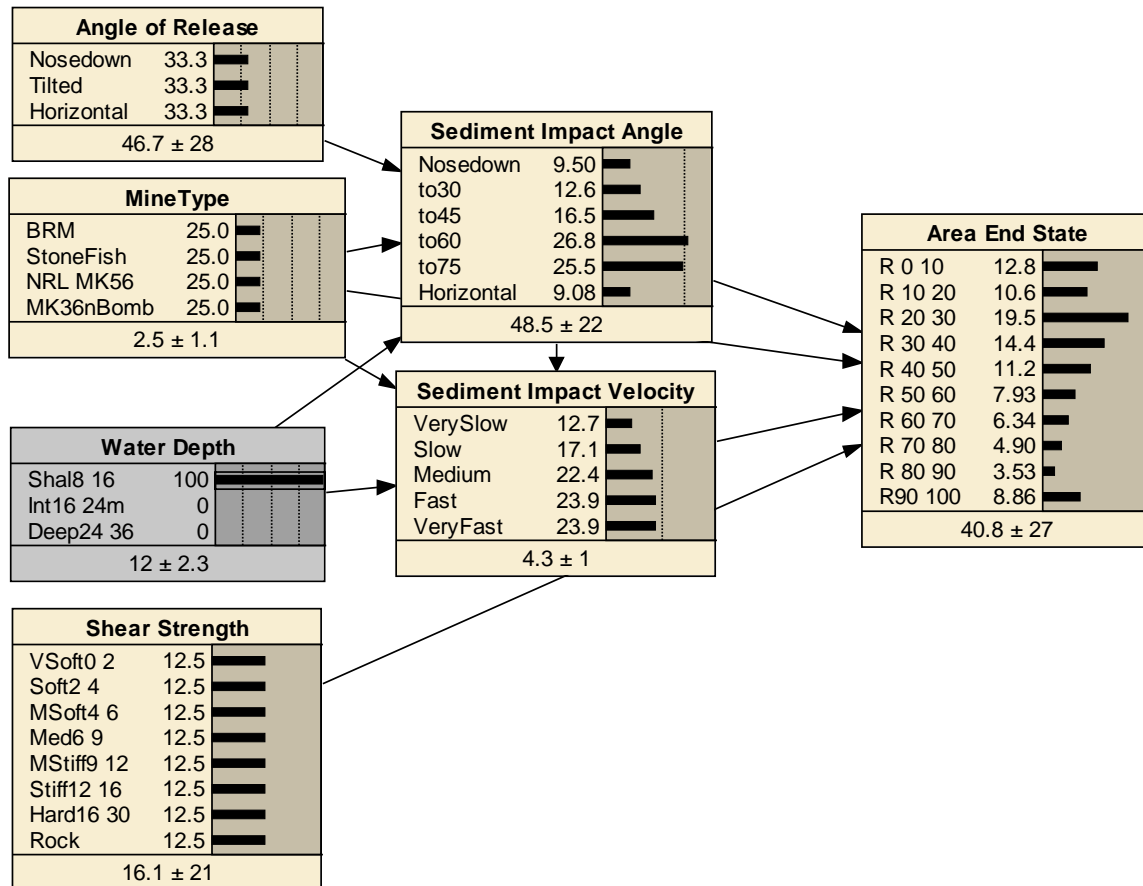 Angle of Release
Nosedown 33.3
Tilted 33.3
Horizontal 33.3
46.7 ± 28
MineType
BRM 25.0
StoneFish 25.0
NRL MK56 25.0
MK36nBomb 25.0
2.5 ± 1.1
Water Depth
Shal8 16 100
Int16 24m 0
Deep24 36 0
12 ± 2.3
Shear Strength
VSoft0 2 12.5
Soft2 4 12.5
MSoft4 6 12.5
Med6 9 12.5
MStiff9 12 12.5
Stiff12 16 12.5
Hard16 30 12.5
Rock 12.5
16.1 ± 21
Sediment Impact Angle
Nosedown 9.50
to30 12.6
to45 16.5
to60 26.8
to75 25.5
Horizontal 9.08
48.5 ± 22
Sediment Impact Velocity
VerySlow 12.7
Slow 17.1
Medium 22.4
Fast 23.9
VeryFast 23.9
4.3 ± 1
Area End State
R 0 10 12.8
R 10 20 10.6
R 20 30 19.5
R 30 40 14.4
R 40 50 11.2
R 50 60 7.93
R 60 70 6.34
R 70 80 4.90
R 80 90 3.53
R90 100 8.86
40.8 ± 27